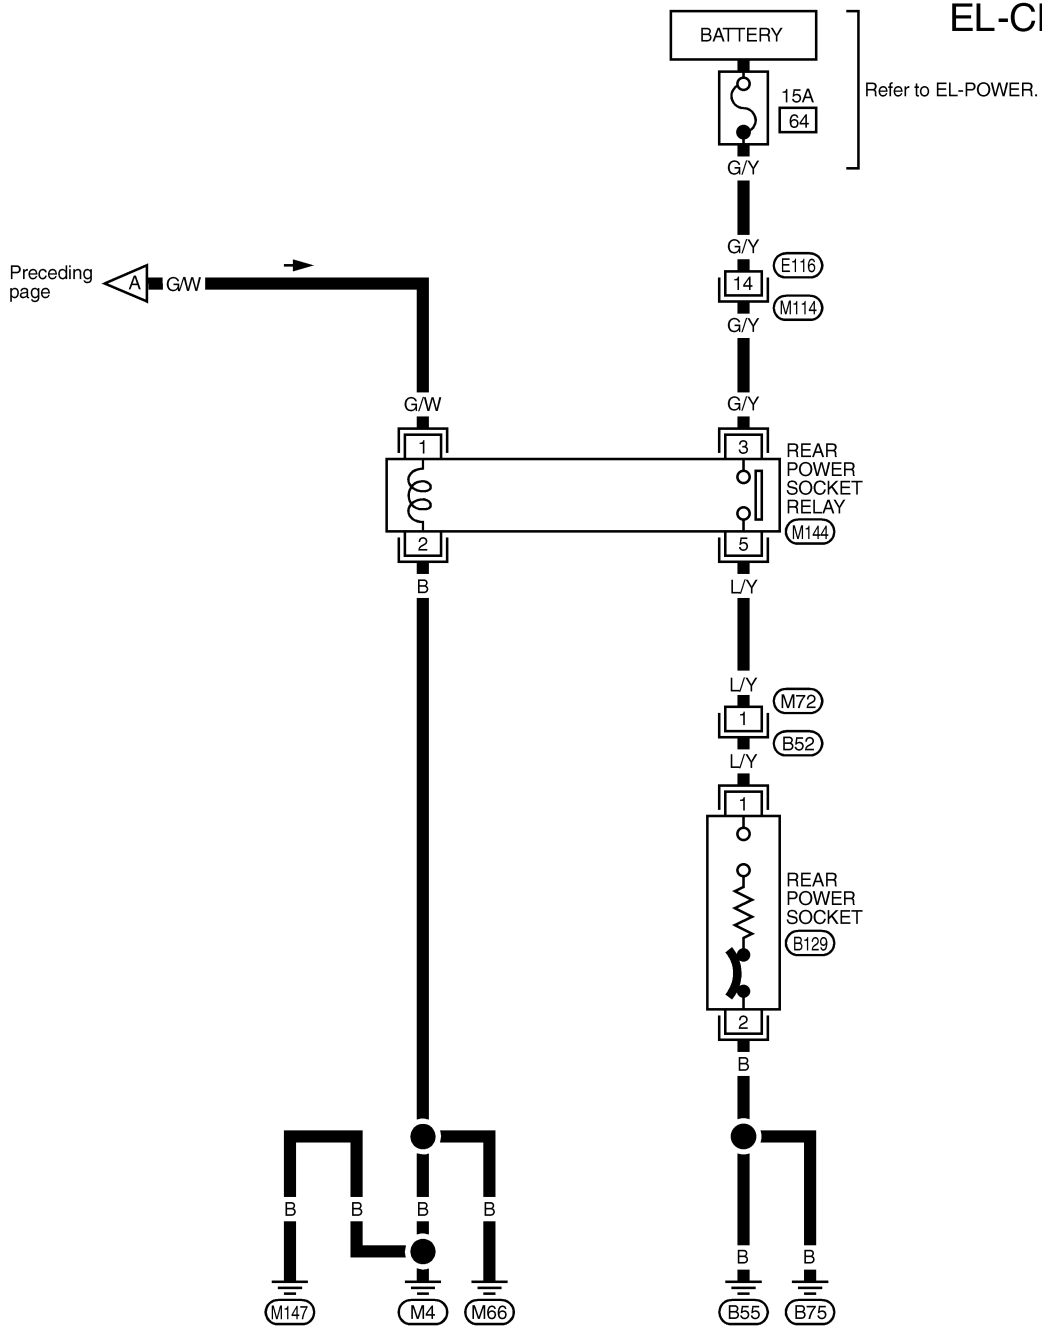 EL-CI
BATTERY
15A
64
Refer to EL-POWER.
G/Y
G/Y
E116
14
M114
G/Y
Preceding
page
A
G/W
G/W
G/Y
1
3
REAR
POWER
SOCKET
RELAY
M144
2
5
B
L/Y
L/Y
M72
1
B52
L/Y
1
REAR
POWER
SOCKET
B129
2
B
B
B
B
B
B
B
M147
M4
M66
B55
B75